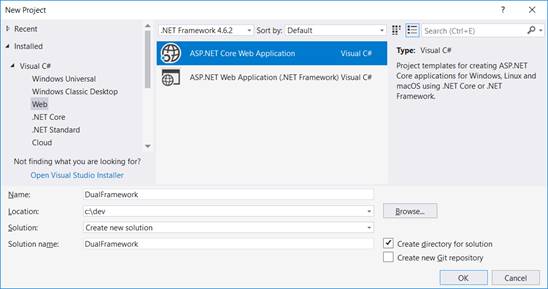 New Project
Recent
.NET Framework 4.6.2
Sort by: Default
Search (Ctrl+E)
Installed
Visual C#
Windows Universal
Windows Classic Desktop
Web
.NET Core
.NET Standard
Cloud
Not finding what you are looking for?
Open Visual Studio Installer
ASP.NET Core Web Application Visual C#
ASP.NET Web Application (.NET Framework) Visual C#
Type: Visual C#
Project templates for creating ASP.NET
Core applications for Windows, Linux and
macOS using .NET Core or .NET
Framework.
Name: DualFramework
Location: c:\dev
Browse...
Solution: Create new solution
Solution name: DualFramework
Create directory for solution
Create new Git repository
OK
Cancel